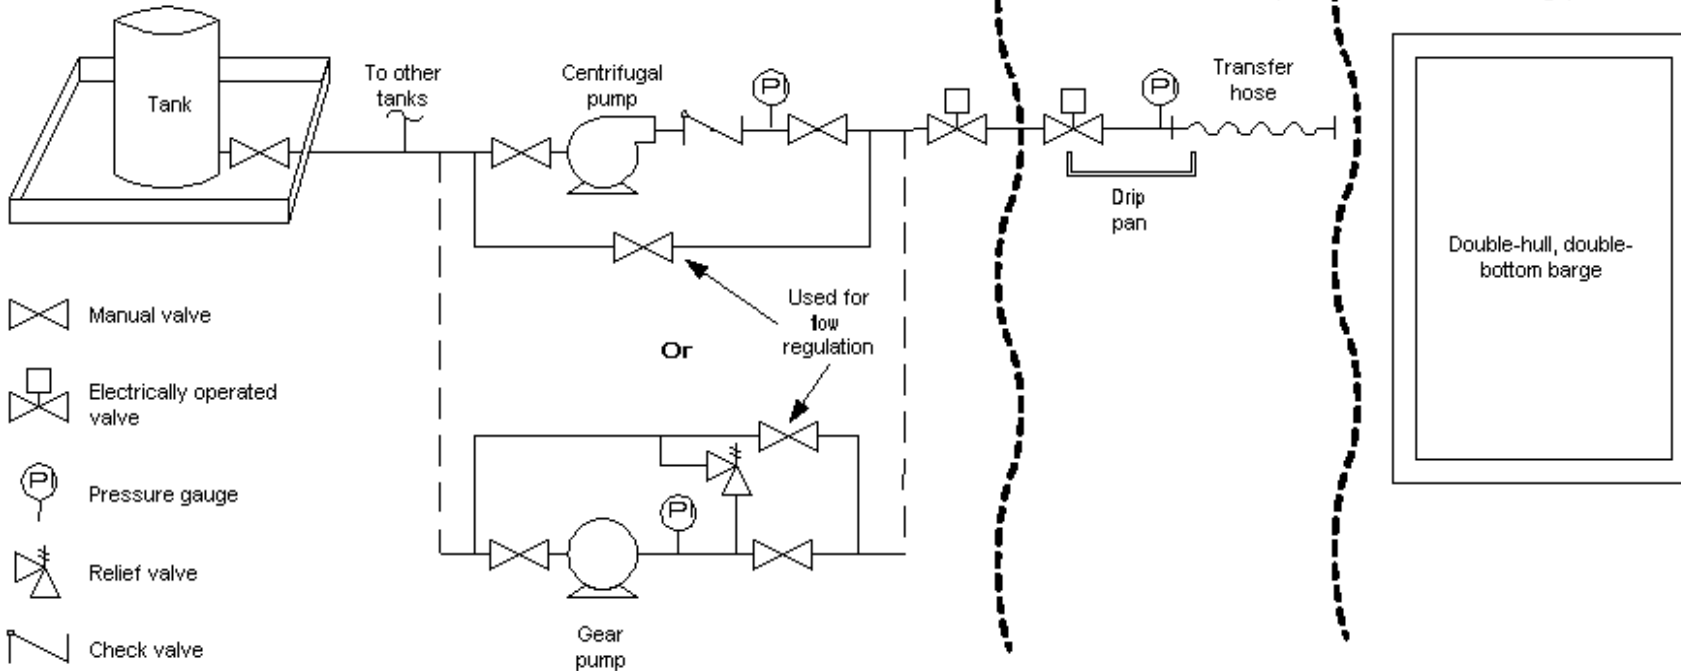 Tank
To other
tanks
Centrifugal
pump
PI
PI
Transfer
hose
Drip
pan
Double-hull, double-
bottom barge
Used for
flow
regulation
Or
PI
Gear
pump
Manual valve
Electrically operated
valve
PI
Pressure gauge
Relief valve
Check valve